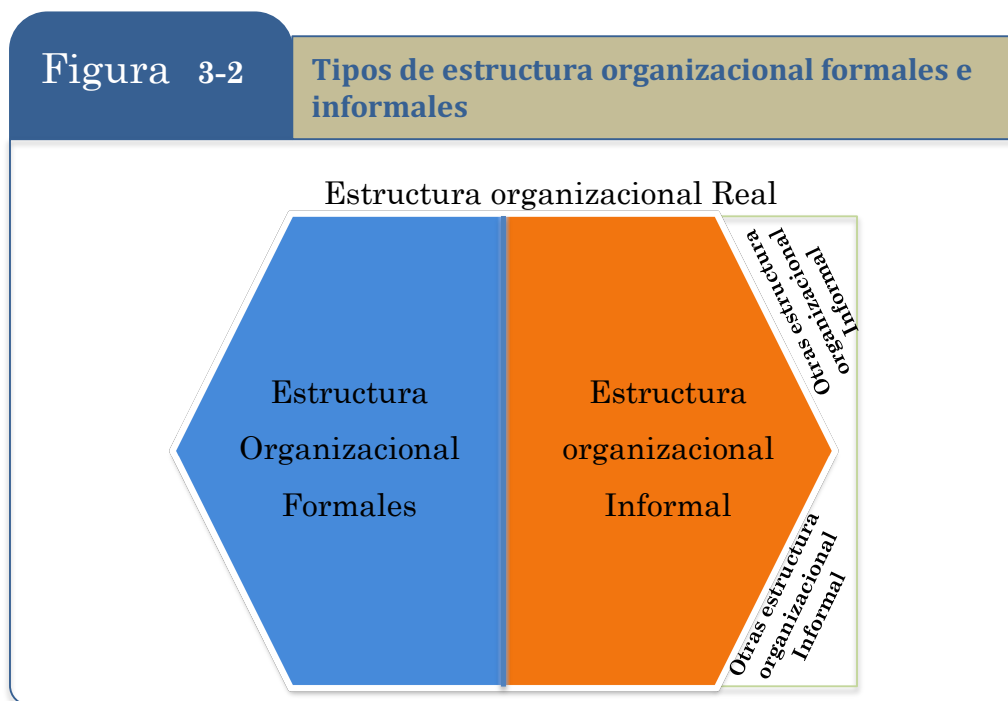 Figura 3-2
Tipos de estructura organizacional formales e
informales
Estructura organizacional Real
Estructura
Organizacional
Formales
Estructura
organizacional
Informal
Otras estructura
organizacional
Informal
Otras estructura
organizacional
Informal